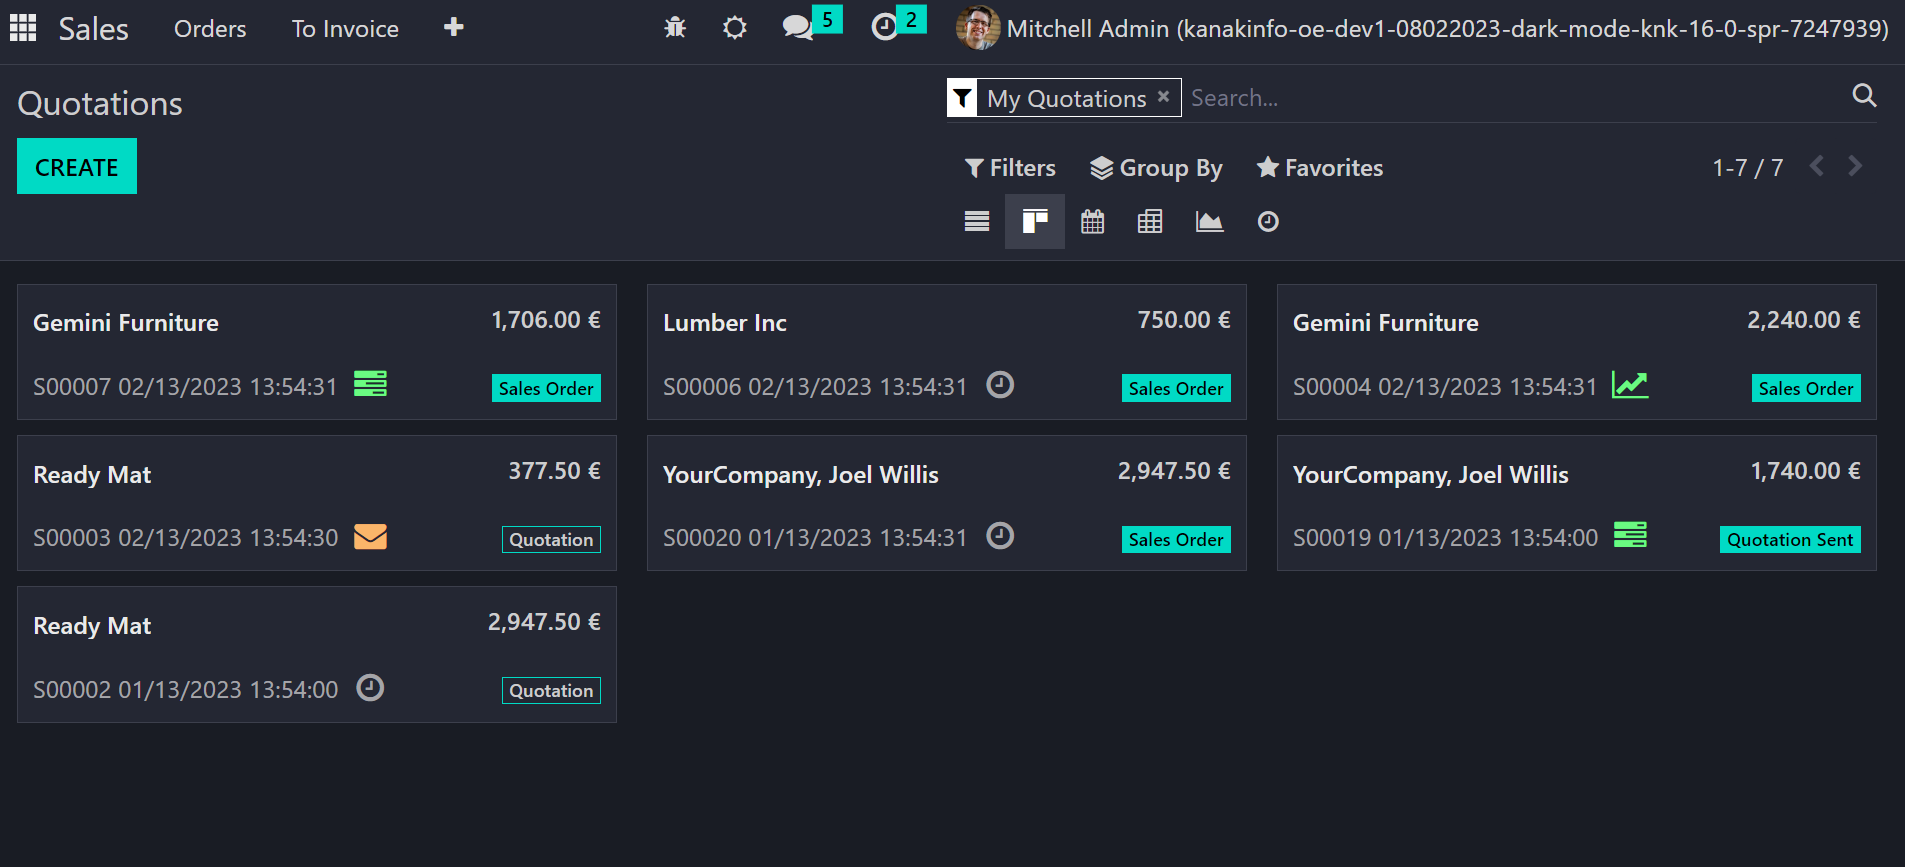 Sales Orders To Invoice 5 2 Mitchell Admin (kanakinfo-oe-dev1-08022023-dark-mode-knk-16-0-spr-7247939)
Quotations
My Quotations × Search...
CREATE
Filters Group By Favorites 1-7 / 7
Gemini Furniture 1,706.00 €
S00007 02/13/2023 13:54:31 Sales Order
Lumber Inc 750.00 €
S00006 02/13/2023 13:54:31 Sales Order
Gemini Furniture 2,240.00 €
S00004 02/13/2023 13:54:31 Sales Order
Ready Mat 377.50 €
S00003 02/13/2023 13:54:30 Quotation
YourCompany, Joel Willis 2,947.50 €
S00020 01/13/2023 13:54:31 Sales Order
YourCompany, Joel Willis 1,740.00 €
S00019 01/13/2023 13:54:00 Quotation Sent
Ready Mat 2,947.50 €
S00002 01/13/2023 13:54:00 Quotation